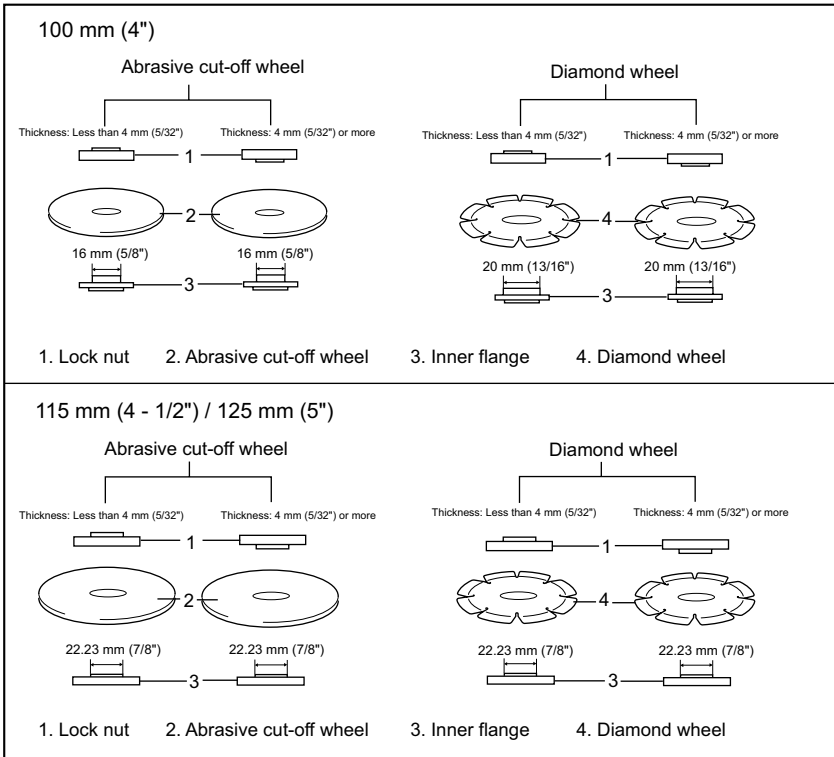 100 mm (4")
Abrasive cut-off wheel
Diamond wheel
Thickness: Less than 4 mm (5/32")
Thickness: 4 mm (5/32") or more
Thickness: Less than 4 mm (5/32")
Thickness: 4 mm (5/32") or more
1
1
2
4
16 mm (5/8")
16 mm (5/8")
20 mm (13/16")
20 mm (13/16")
3
3
1. Lock nut
2. Abrasive cut-off wheel
3. Inner flange
4. Diamond wheel
115 mm (4 - 1/2") / 125 mm (5")
Abrasive cut-off wheel
Diamond wheel
Thickness: Less than 4 mm (5/32")
Thickness: 4 mm (5/32") or more
Thickness: Less than 4 mm (5/32")
Thickness: 4 mm (5/32") or more
1
1
2
4
22.23 mm (7/8")
22.23 mm (7/8")
22.23 mm (7/8")
22.23 mm (7/8")
3
3
1. Lock nut
2. Abrasive cut-off wheel
3. Inner flange
4. Diamond wheel